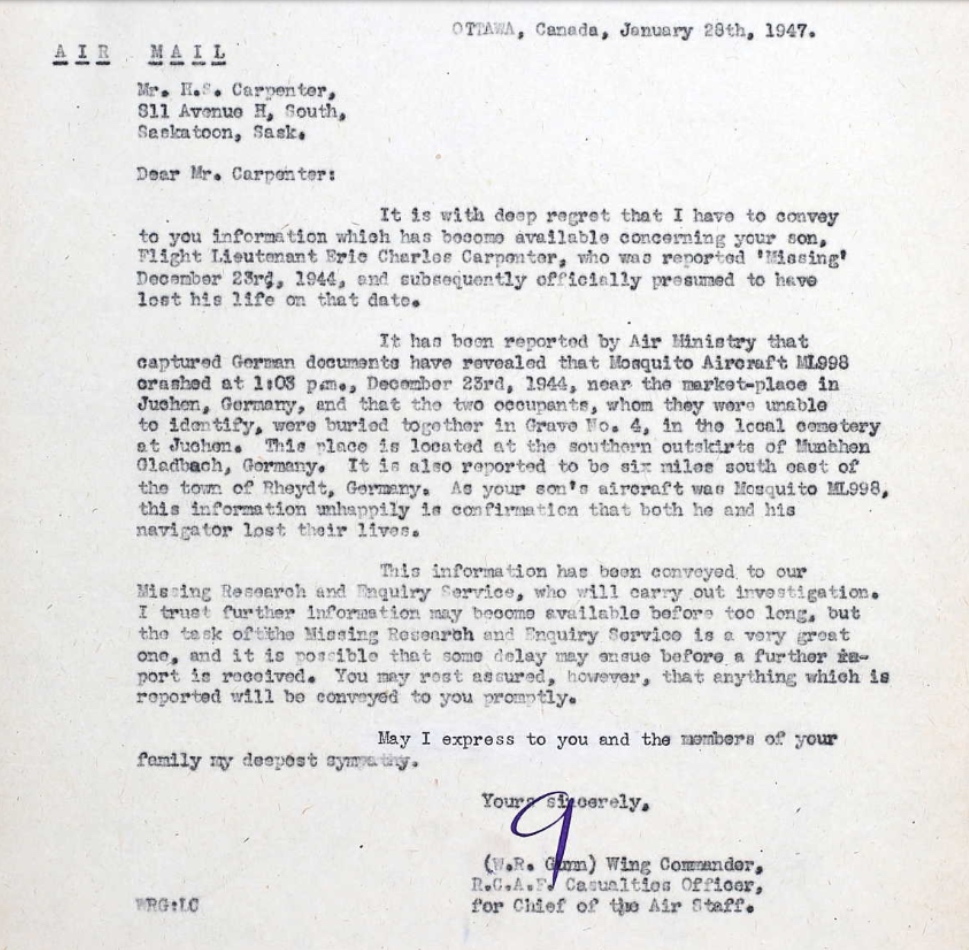 OTTAWA, Canada, January 28th, 1947.
AIR MAIL
Mr. H.S. Carpenter,
811 Avenue H, South,
Saskatoon, Sask.
Dear Mr. Carpenter:
It is with deep regret that I have to convey
to you information which has become available concerning your son,
Flight Lieutenant Eric Charles Carpenter, who was reported 'Missing'
December 23rd, 1944, and subsequently officially presumed to have
lost his life on that date.
It has been reported by Air Ministry that
captured German documents have revealed that Mosquito Aircraft ML998
crashed at 1:03 p.m., December 23rd, 1944, near the market-place in
Juchen, Germany, and that the two occupants, whom they were unable
to identify, were buried together in Grave No. 4, in the local cemetery
at Juchen. This place is located at the southern outskirts of Munchen
Gladbach, Germany. It is also reported to be six miles south east of
the town of Rheydt, Germany. As your son's aircraft was Mosquito ML998,
this information unhappily is confirmation that both he and his
navigator lost their lives.
This information has been conveyed to our
Missing Research and Enquiry Service, who will carry out investigation.
I trust further information may become available before too long, but
the task of the Missing Research and Enquiry Service is a very great
one, and it is possible that some delay may ensue before a further re-
port is received. You may rest assured, however, that anything which is
reported will be conveyed to you promptly.
May I express to you and the members of your
family my deepest sympathy.
Yours sincerely,
(W.R. Gunn) Wing Commander,
R.C.A.F. Casualties Officer,
for Chief of the Air Staff.
WRG:LC